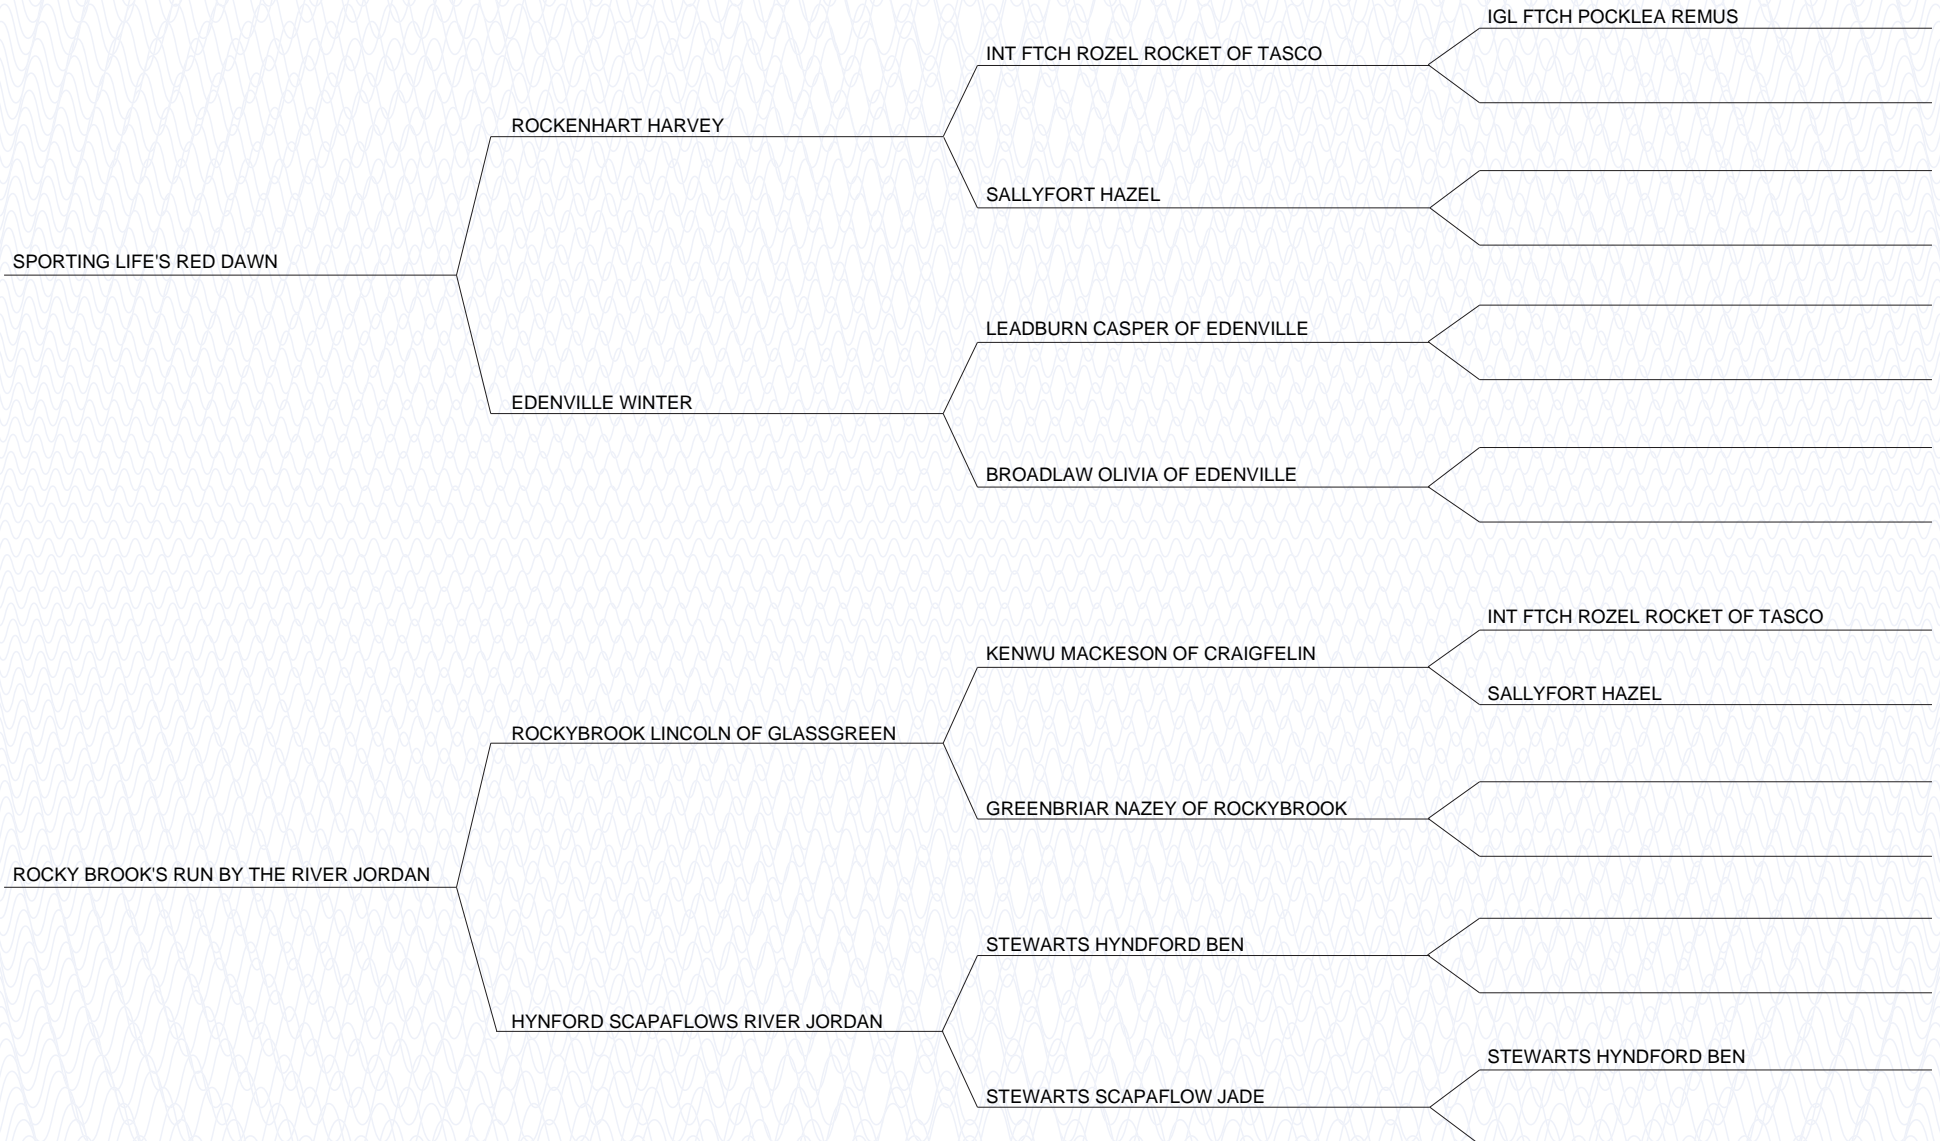 IGL FTCH POCKLEA REMUS
INT FTCH ROZEL ROCKET OF TASCO
ROCKENHART HARVEY
SALLYFORT HAZEL
SPORTING LIFE'S RED DAWN
LEADBURN CASPER OF EDENVILLE
EDENVILLE WINTER
BROADLAW OLIVIA OF EDENVILLE
INT FTCH ROZEL ROCKET OF TASCO
KENWU MACKESON OF CRAIGFELIN
SALLYFORT HAZEL
ROCKYBROOK LINCOLN OF GLASSGREEN
GREENBRIAR NAZEY OF ROCKYBROOK
ROCKY BROOK'S RUN BY THE RIVER JORDAN
STEWARTS HYNDFORD BEN
HYNFORD SCAPAFLOWS RIVER JORDAN
STEWARTS HYNDFORD BEN
STEWARTS SCAPAFLOW JADE